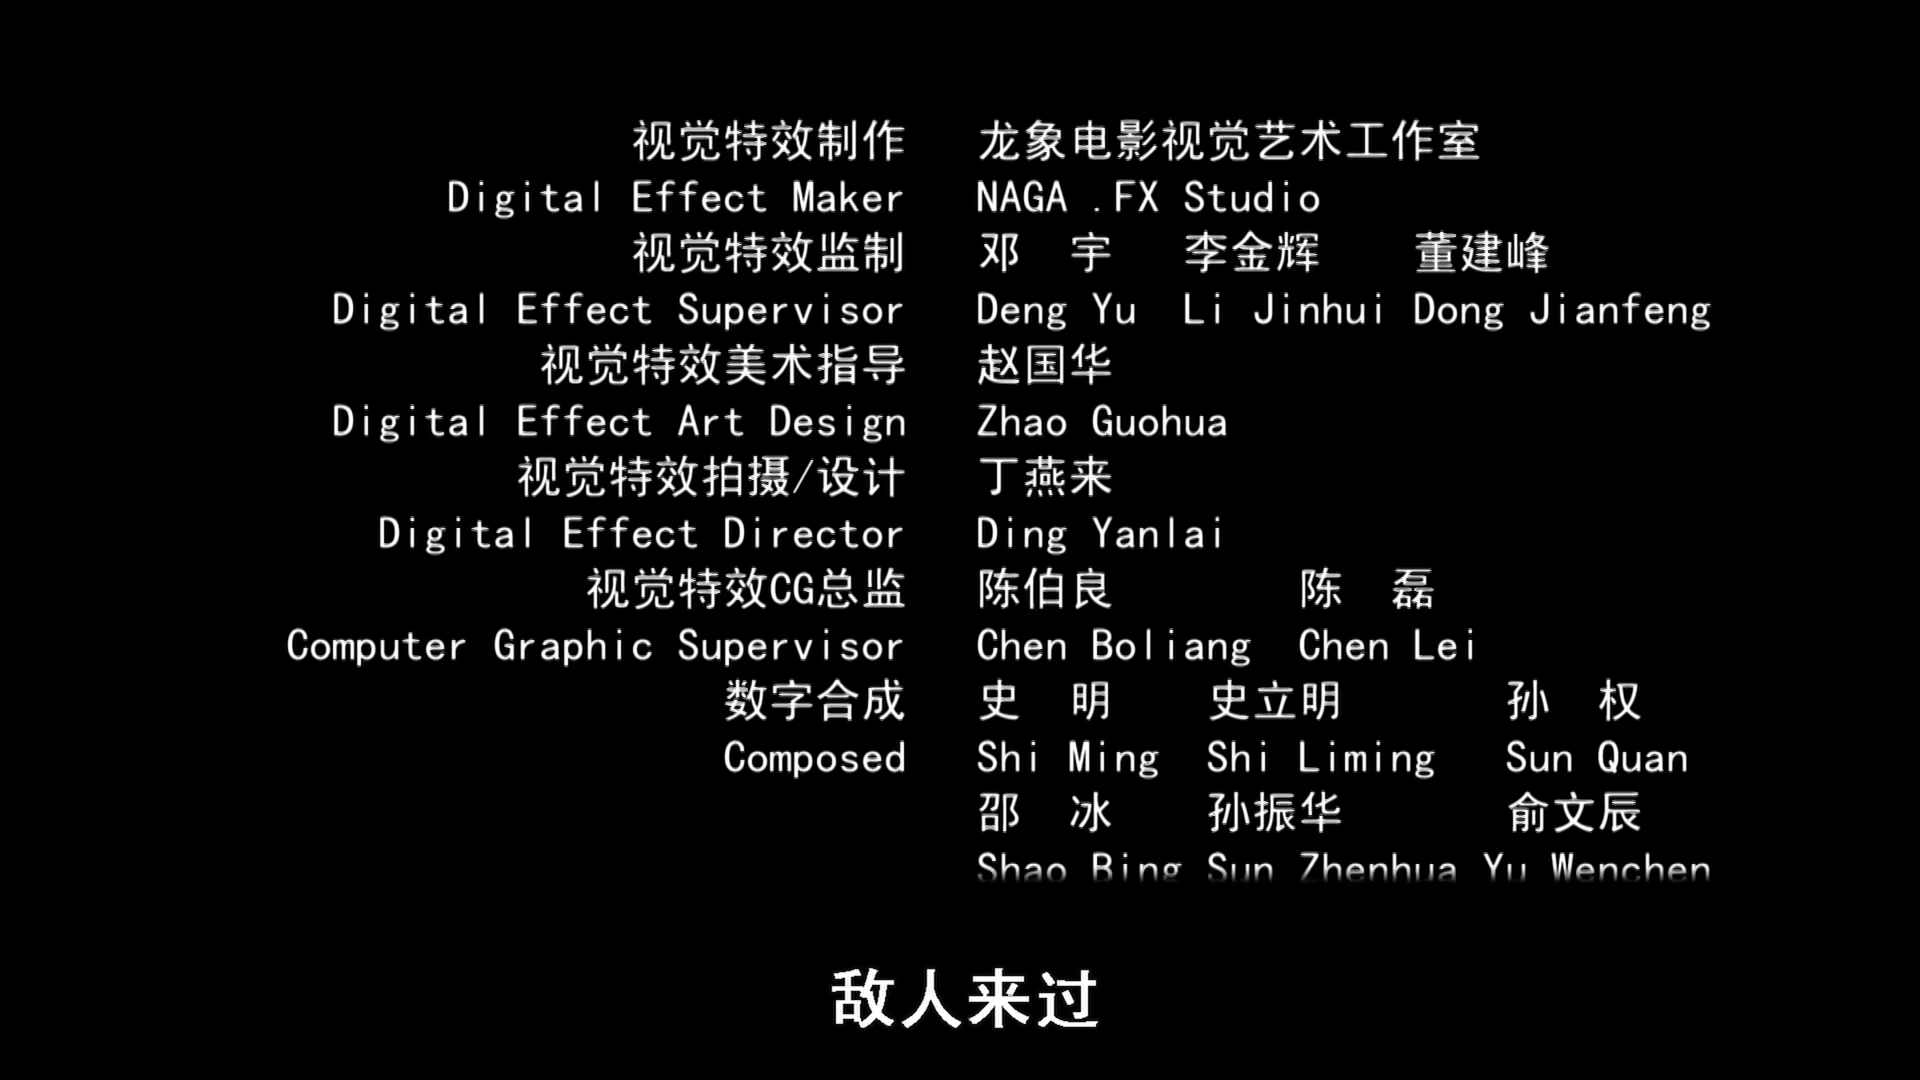 视觉特效制作 龙象电影视觉艺术工作室
Digital Effect Maker NAGA .FX Studio
视觉特效监制 邓 宇 李金辉 董建峰
Digital Effect Supervisor Deng Yu Li Jinhui Dong Jianfeng
视觉特效美术指导 赵国华
Digital Effect Art Design Zhao Guohua
视觉特效拍摄/设计 丁燕来
Digital Effect Director Ding Yanlai
视觉特效CG总监 陈伯良 陈 磊
Computer Graphic Supervisor Chen Boliang Chen Lei
数字合成 史 明 史立明 孙 权
Composed Shi Ming Shi Liming Sun Quan
邵 冰 孙振华 俞文辰
Shao Bing Sun Zhenhua Yu Wenchen
敌人来过